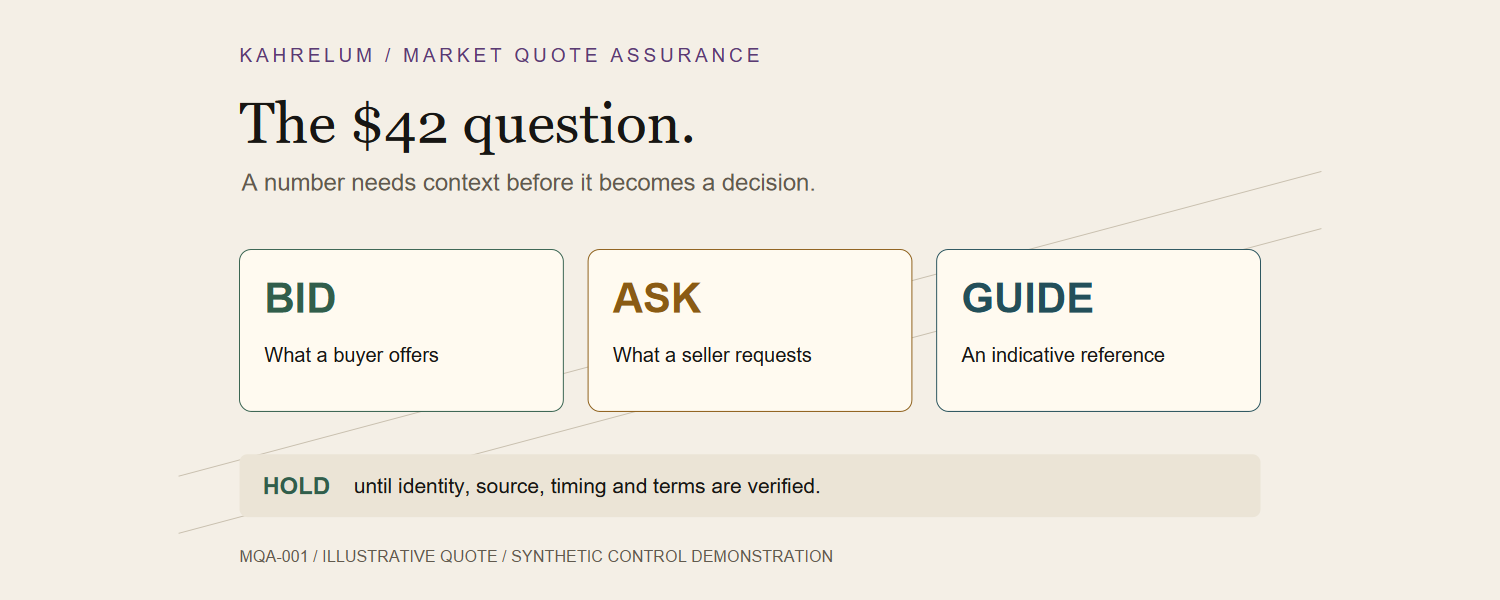 KAHRELUM / MARKET QUOTE ASSURANCE
The $42 question.
A number needs context before it becomes a decision.
BID
What a buyer offers
ASK
What a seller requests
GUIDE
An indicative reference
HOLD until identity, source, timing and terms are verified.
MQA-001 / ILLUSTRATIVE QUOTE / SYNTHETIC CONTROL DEMONSTRATION